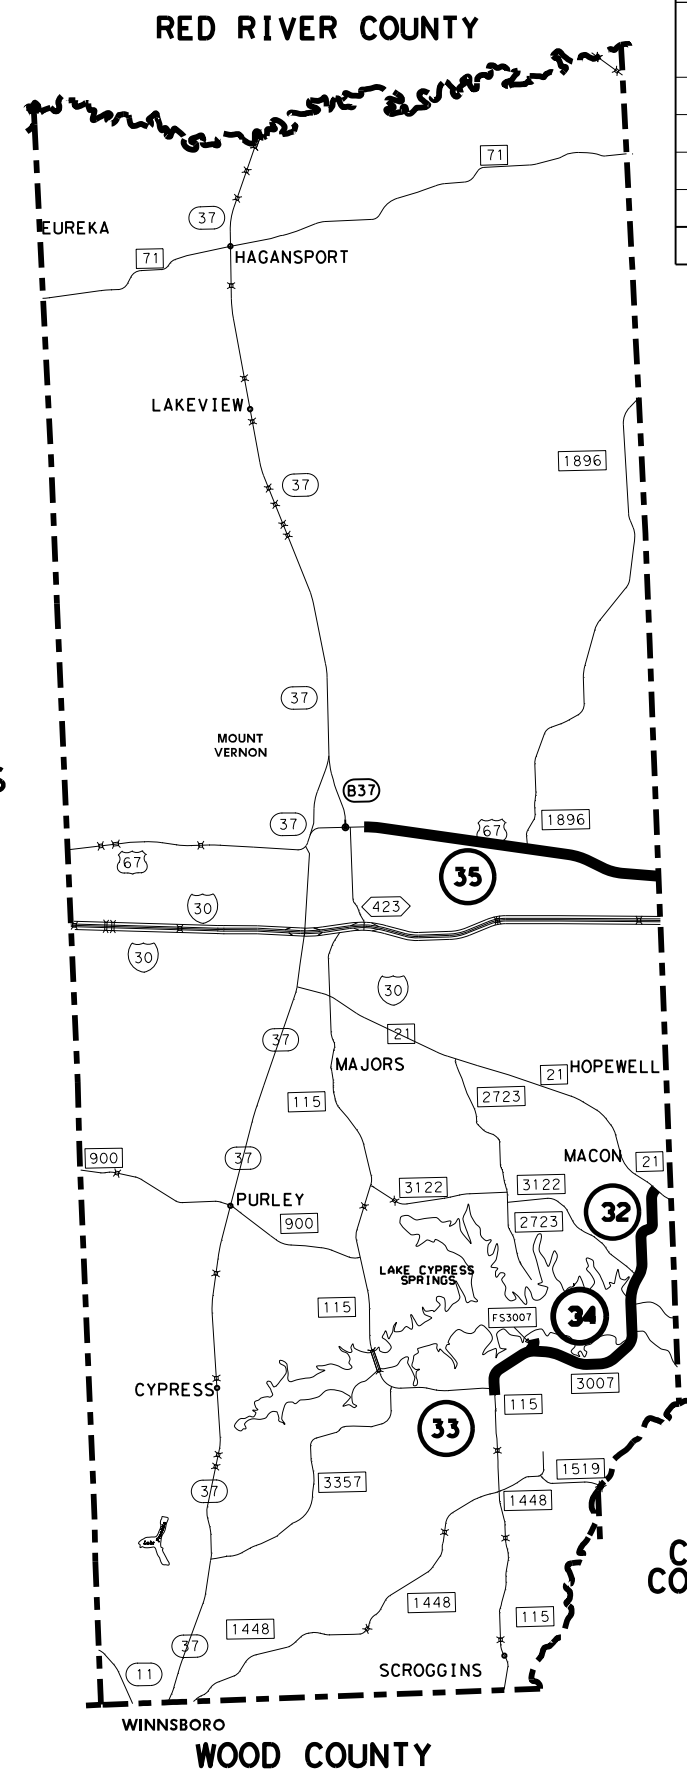 RED RIVER COUNTY
71
37
EUREKA
71
HAGANSPORT
LAKEVIEW
1896
37
37
MOUNT
VERNON
B37
37
67
1896
67
35
30
423
30
30
37
21
MAJORS
21
HOPEWELL
115
2723
900
37
MACON
21
3122
3122
PURLEY
900
2723
32
LAKE CYPRESS
SPRINGS
115
FS3007
34
CYPRESS
3007
115
33
37
3357
1519
1448
1448
1448
115
37
11
SCROGGINS
WINNSBORO
WOOD COUNTY